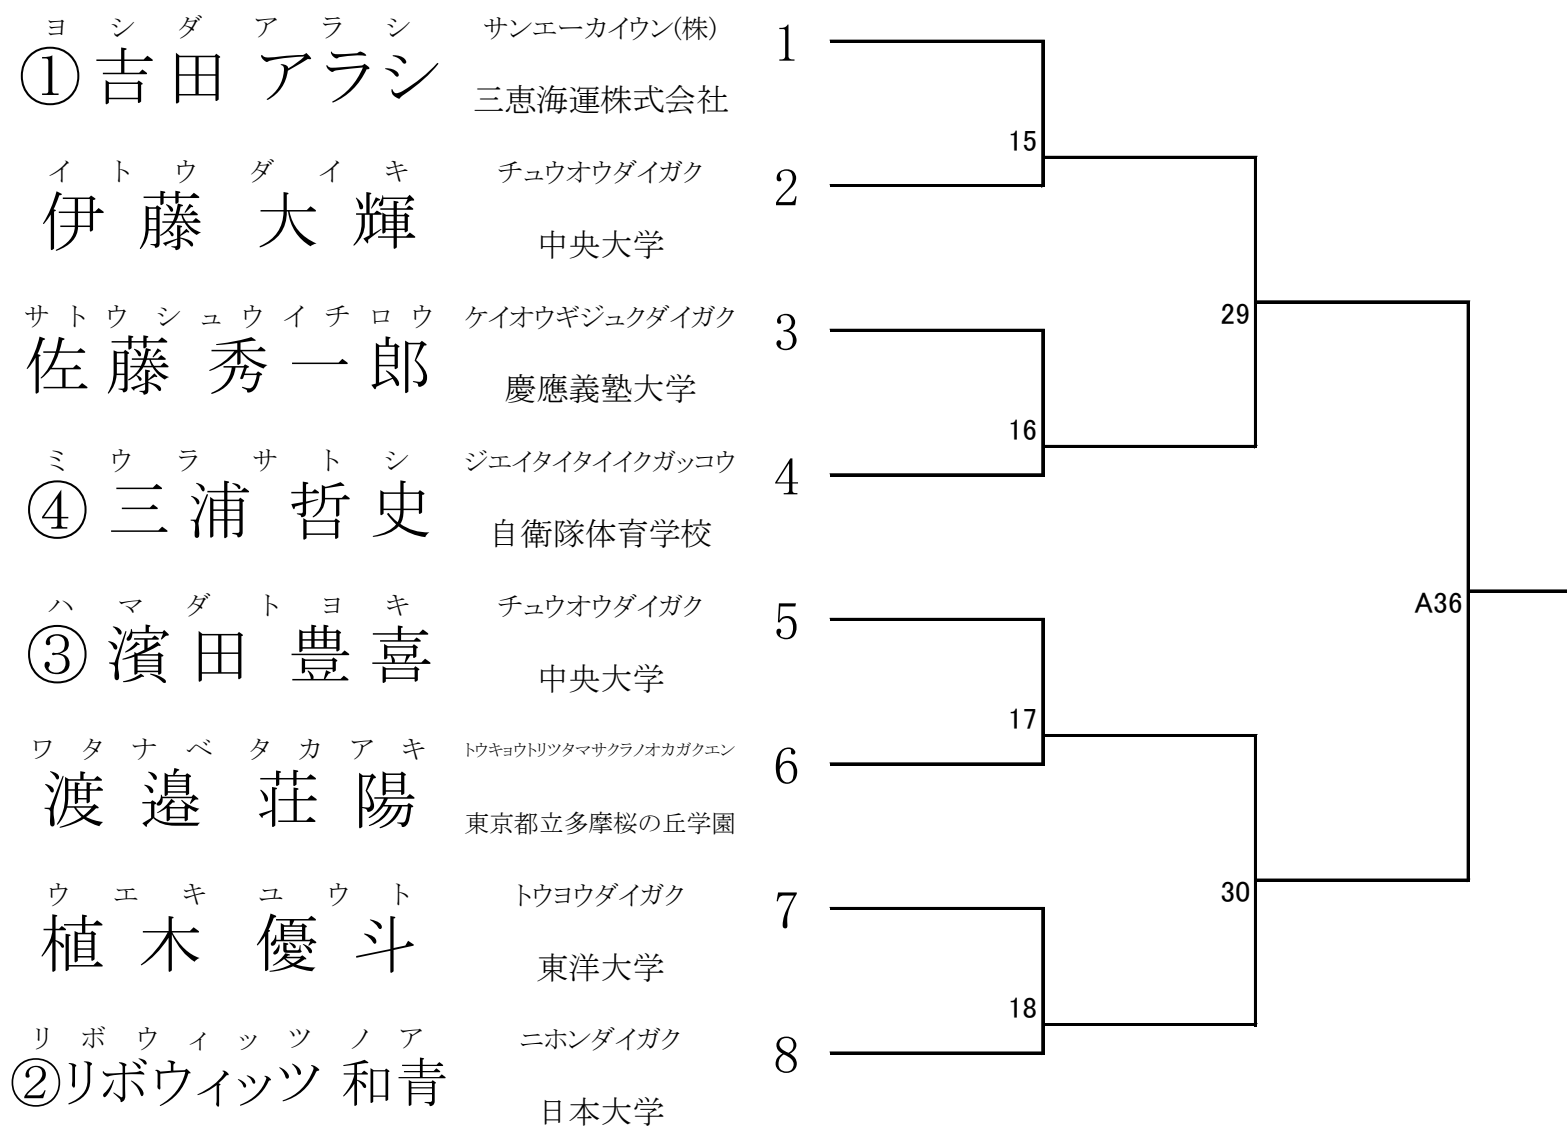 ヨシダアラシ サンエーカイウン(株)
①吉田 アラシ 三恵海運株式会社 1
15
イトウダイキ チュウオウダイガク
伊藤 大輝 中央大学 2
サトウシュウイチロウ ケイオウギジュクダイガク
佐藤 秀一郎 慶應義塾大学 3
29
16
ミウラサトシ ジエイタイタイイクガッコウ
④三浦 哲史 自衛隊体育学校 4
A36
ハマダトヨキ チュウオウダイガク
③濱田 豊喜 中央大学 5
17
ワタナベタカアキ トウキョウトリツタマサクラノオカガクエン
渡邉 荘陽 東京都立多摩桜の丘学園 6
30
ウエキユウト トウヨウダイガク
植木 優斗 東洋大学 7
18
リボウィッツノア ニホンダイガク
②リボウィッツ 和青 日本大学 8